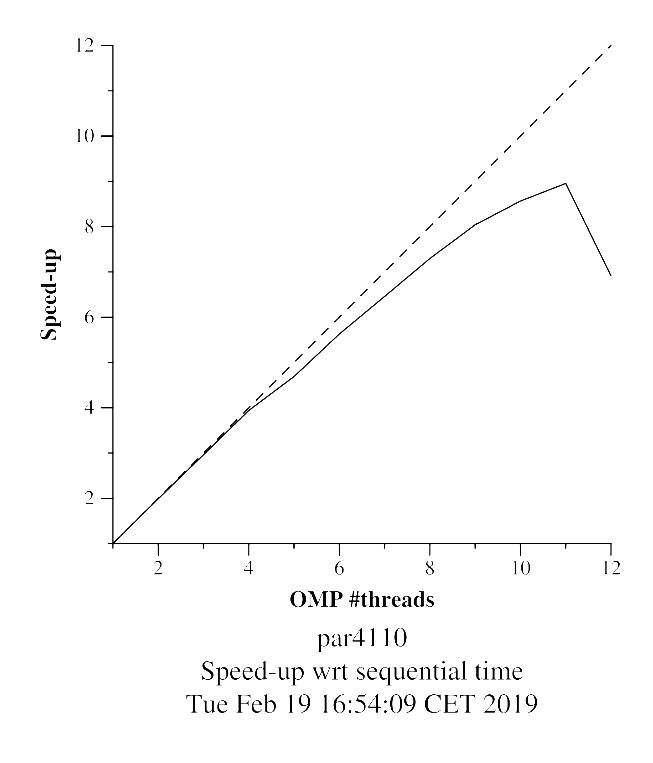 12
10
8
6
4
2
Speed-up
2 4 6 8 10 12
OMP #threads
par4110
Speed-up wrt sequential time
Tue Feb 19 16:54:09 CET 2019